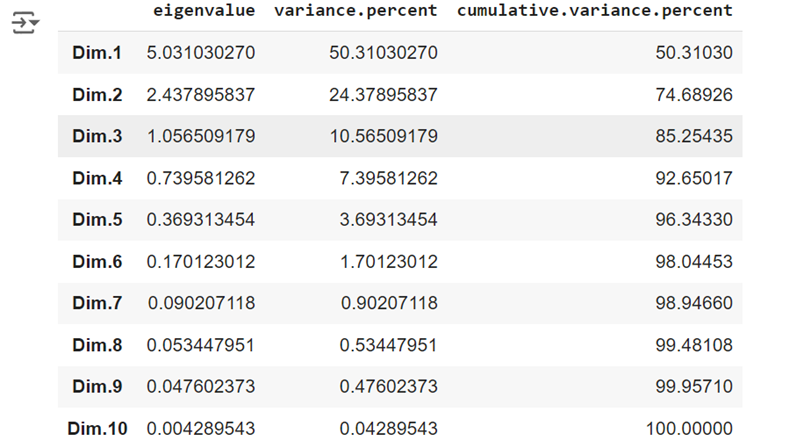 eigenvalue variance.percent cumulative.variance.percent
Dim.1 5.031030270 50.31030270 50.31030
Dim.2 2.437895837 24.37895837 74.68926
Dim.3 1.056509179 10.56509179 85.25435
Dim.4 0.739581262 7.39581262 92.65017
Dim.5 0.369313454 3.69313454 96.34330
Dim.6 0.170123012 1.70123012 98.04453
Dim.7 0.090207118 0.90207118 98.94660
Dim.8 0.053447951 0.53447951 99.48108
Dim.9 0.047602373 0.47602373 99.95710
Dim.10 0.004289543 0.04289543 100.00000